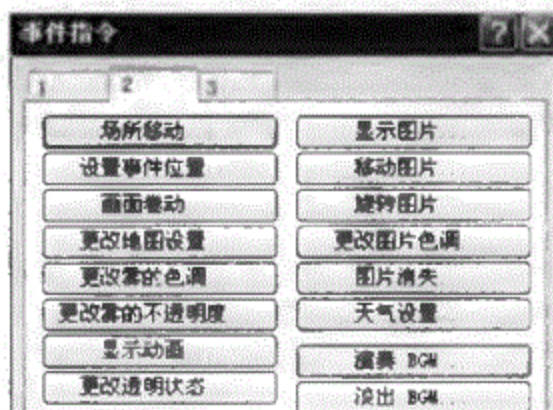 事件指令
1 2 3
场所移动
设置事件位置
画面卷动
更改地图设置
更改雾的色调
更改雾的不透明度
显示动画
更改透明状态
显示图片
移动图片
旋转图片
更改图片色调
图片消失
天气设置
演奏 BGM
淡出 BGM